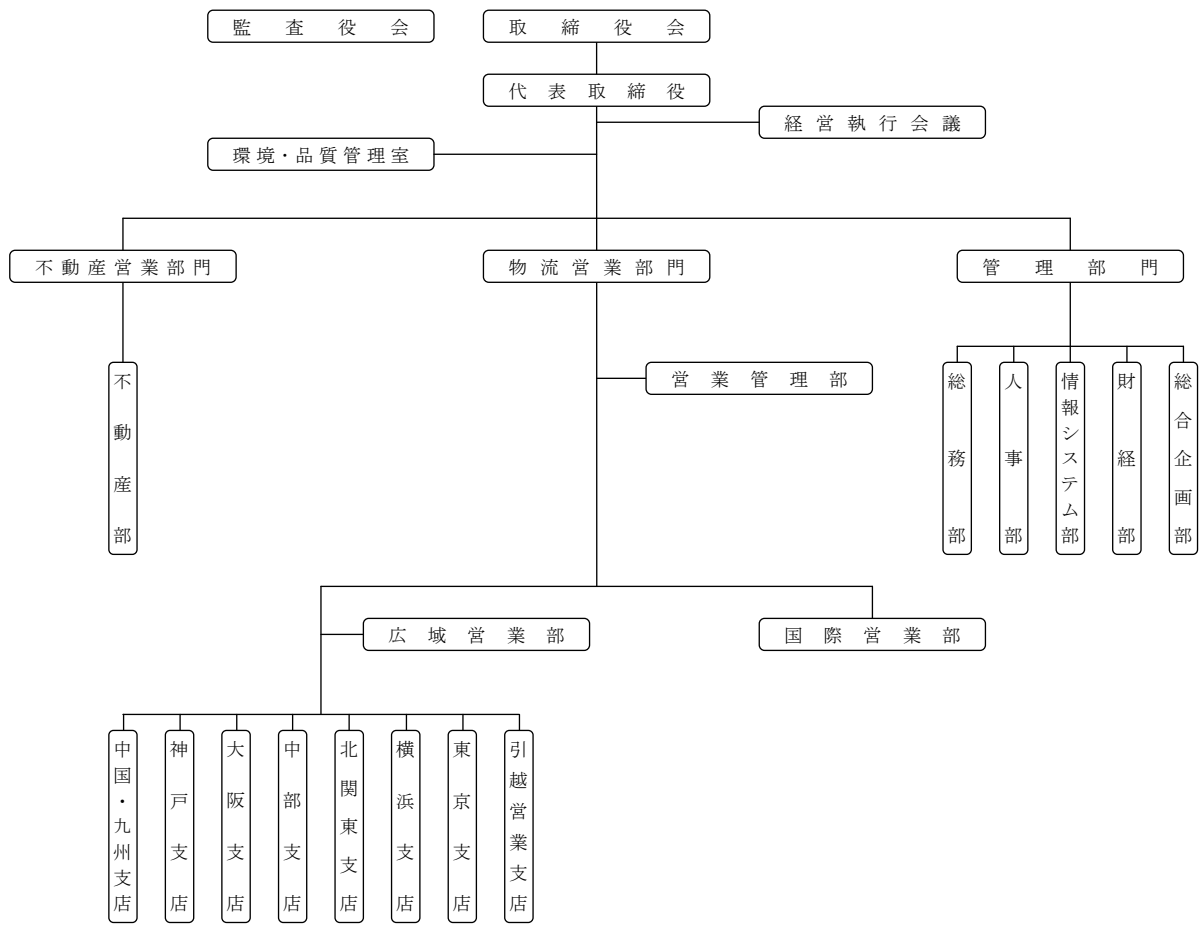 監査役会
取締役会
代表取締役
経営執行会議
環境・品質管理室
不動産営業部門
物流営業部門
管理部門
不動産部
営業管理部
総務部
人事部
情報システム部
財経部
総合企画部
広域営業部
国際営業部
中国・九州支店
神戸支店
大阪支店
中部支店
北関東支店
横浜支店
東京支店
引越営業支店